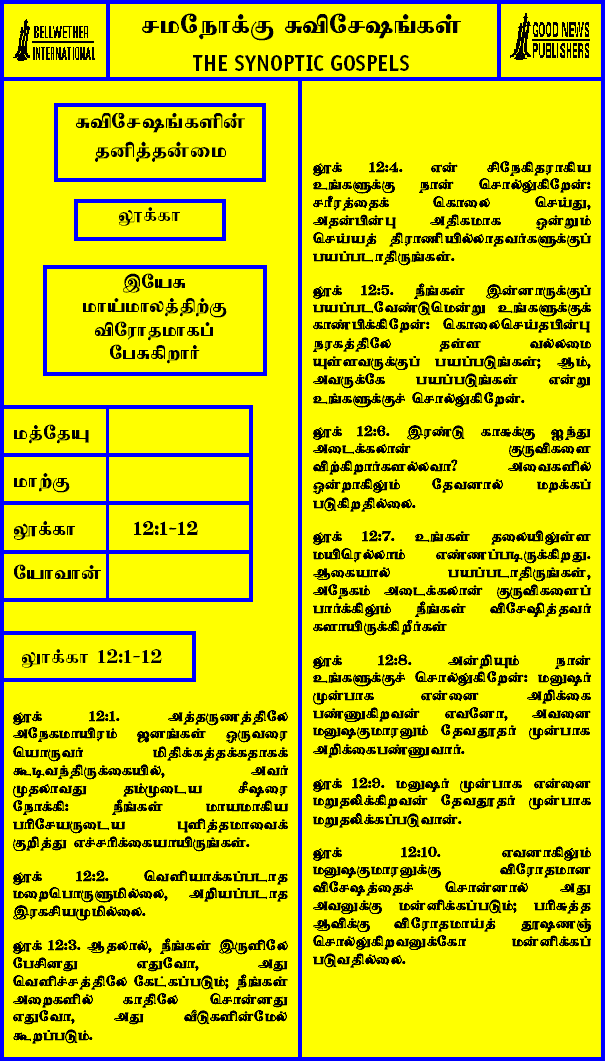 BELLWETHER
INTERNATIONAL
சமநோக்கு சுவிசேஷங்கள்
THE SYNOPTIC GOSPELS
GOOD NEWS
PUBLISHERS
சுவிசேஷங்களின்
தனித்தன்மை
லூக்கா
இயேசு
மாய்மாலத்திற்கு
விரோதமாகப்
பேசுகிறார்
மத்தேயு
மாற்கு
லூக்கா 12:1-12
யோவான்
லூக்கா 12:1-12
லூக் 12:1. அத்தருணத்திலே
அநேகமாயிரம் ஜனங்கள் ஒருவரை
யொருவர் மிதிக்கத்தக்கதாகக்
கூடிவந்திருக்கையில், அவர்
முதலாவது தம்முடைய சீஷரை
நோக்கி: நீங்கள் மாயமாகிய
பரிசேயருடைய புளித்தமாவைக்
குறித்து எச்சரிக்கையாயிருங்கள்.
லூக் 12:2. வெளியாக்கப்படாத
மறைபொருளுமில்லை, அறியப்படாத
இரகசியமுமில்லை.
லூக் 12:3. ஆதலால், நீங்கள் இருளிலே
பேசினது எதுவோ, அது
வெளிச்சத்திலே கேட்கப்படும்; நீங்கள்
அறைகளில் காதிலே சொன்னது
எதுவோ, அது வீடுகளின்மேல்
கூறப்படும்.
லூக் 12:4. என் சிநேகிதராகிய
உங்களுக்கு நான் சொல்லுகிறேன்:
சரீரத்தைக் கொலை செய்து,
அதன்பின்பு அதிகமாக ஒன்றும்
செய்யத் திராணியில்லாதவர்களுக்குப்
பயப்படாதிருங்கள்.
லூக் 12:5. நீங்கள் இன்னாருக்குப்
பயப்படவேண்டுமென்று உங்களுக்குக்
காண்பிக்கிறேன்: கொலைசெய்தபின்பு
நரகத்திலே தள்ள வல்லமை
யுள்ளவருக்குப் பயப்படுங்கள்; ஆம்,
அவருக்கே பயப்படுங்கள் என்று
உங்களுக்குச் சொல்லுகிறேன்.
லூக் 12:6. இரண்டு காசுக்கு ஐந்து
அடைக்கலான் குருவிகளை
விற்கிறார்களல்லவா? அவைகளில்
ஒன்றாகிலும் தேவனால் மறக்கப்
படுகிறதில்லை.
லூக் 12:7. உங்கள் தலையிலுள்ள
மயிரெல்லாம் எண்ணப்பட்டிருக்கிறது.
ஆகையால் பயப்படாதிருங்கள்,
அநேகம் அடைக்கலான் குருவிகளைப்
பார்க்கிலும் நீங்கள் விசேஷித்தவர்
களாயிருக்கிறீர்கள்
லூக் 12:8. அன்றியும் நான்
உங்களுக்குச் சொல்லுகிறேன்: மனுஷர்
முன்பாக என்னை அறிக்கை
பண்ணுகிறவன் எவனோ, அவனை
மனுஷகுமாரனும் தேவதூதர் முன்பாக
அறிக்கைபண்ணுவார்.
லூக் 12:9. மனுஷர் முன்பாக என்னை
மறுதலிக்கிறவன் தேவதூதர் முன்பாக
மறுதலிக்கப்படுவான்.
லூக் 12:10. எவனாகிலும்
மனுஷகுமாரனுக்கு விரோதமான
விசேஷத்தைச் சொன்னால் அது
அவனுக்கு மன்னிக்கப்படும்; பரிசுத்த
ஆவிக்கு விரோதமாய்த் தூஷணஞ்
சொல்லுகிறவனுக்கோ மன்னிக்கப்
படுவதில்லை.